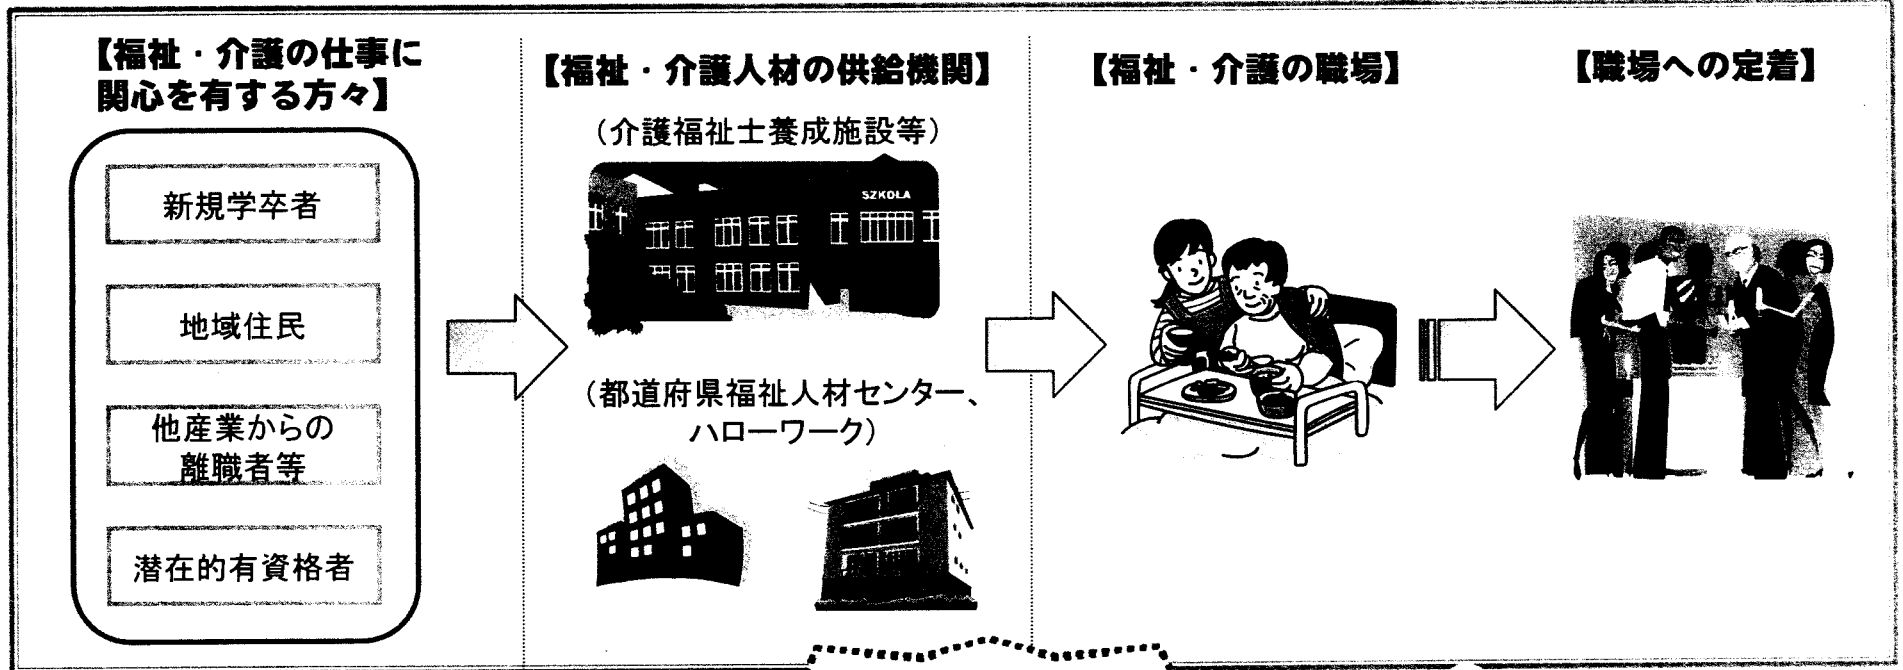 【福祉・介護の仕事に
関心を有する方々】
新規学卒者
地域住民
他産業からの
離職者等
潜在的有資格者
【福祉・介護人材の供給機関】
（介護福祉士養成施設等）
SZKOŁA
（都道府県福祉人材センター、
ハローワーク）
【福祉・介護の職場】
【職場への定着】